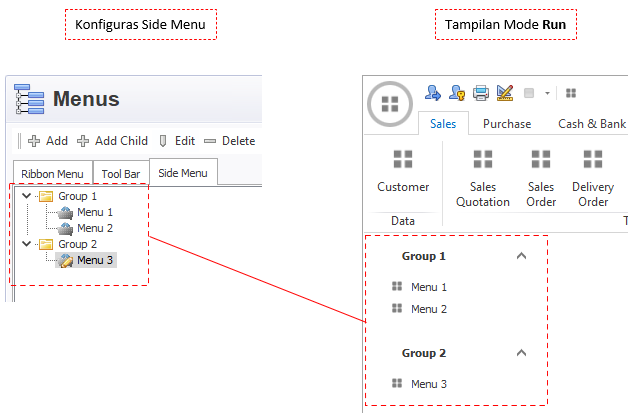 Konfiguras Side Menu
Tampilan Mode Run
Menus
Add Add Child Edit Delete
Ribbon Menu Tool Bar Side Menu
Group 1
Menu 1
Menu 2
Group 2
Menu 3
Sales Purchase Cash & Bank
Customer
Sales Quotation
Sales Order
Delivery Order
Data
Group 1
Menu 1
Menu 2
Group 2
Menu 3